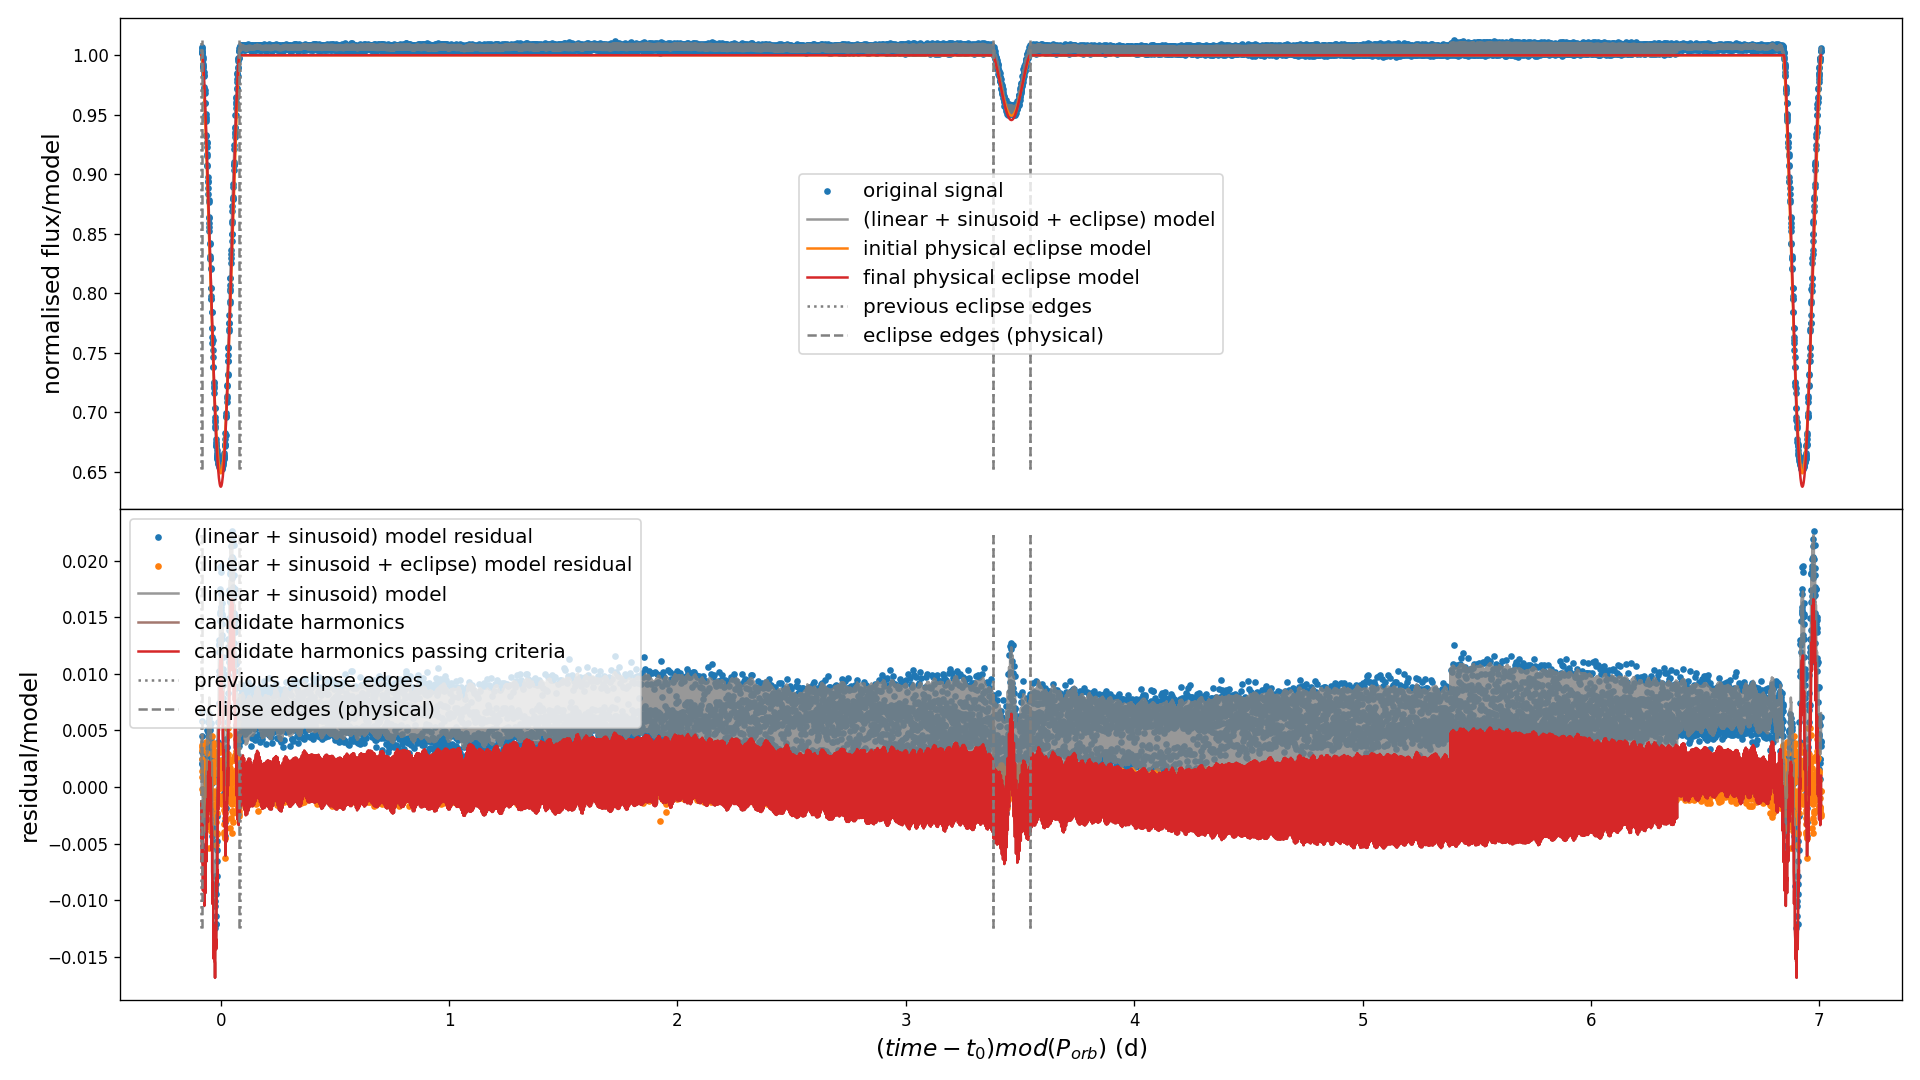 normalised flux/model
1.00
0.95
0.90
0.85
0.80
0.75
0.70
0.65
original signal
(linear + sinusoid + eclipse) model
initial physical eclipse model
final physical eclipse model
previous eclipse edges
eclipse edges (physical)
residual/model
0.020
0.015
0.010
0.005
0.000
−0.005
−0.010
−0.015
(linear + sinusoid) model residual
(linear + sinusoid + eclipse) model residual
(linear + sinusoid) model
candidate harmonics
candidate harmonics passing criteria
previous eclipse edges
eclipse edges (physical)
0 1 2 3 4 5 6 7
(time − t₀)mod(Pₒᵣb) (d)